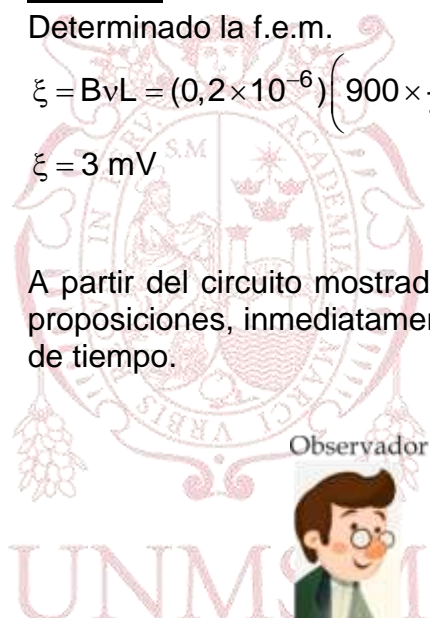 Determinado la f.e.m.
ξ = BvL = (0,2×10⁻⁶)(900×
ξ = 3 mV
S.M
A partir del circuito mostrad
proposiciones, inmediatamen
de tiempo.
Observador
UNMSM